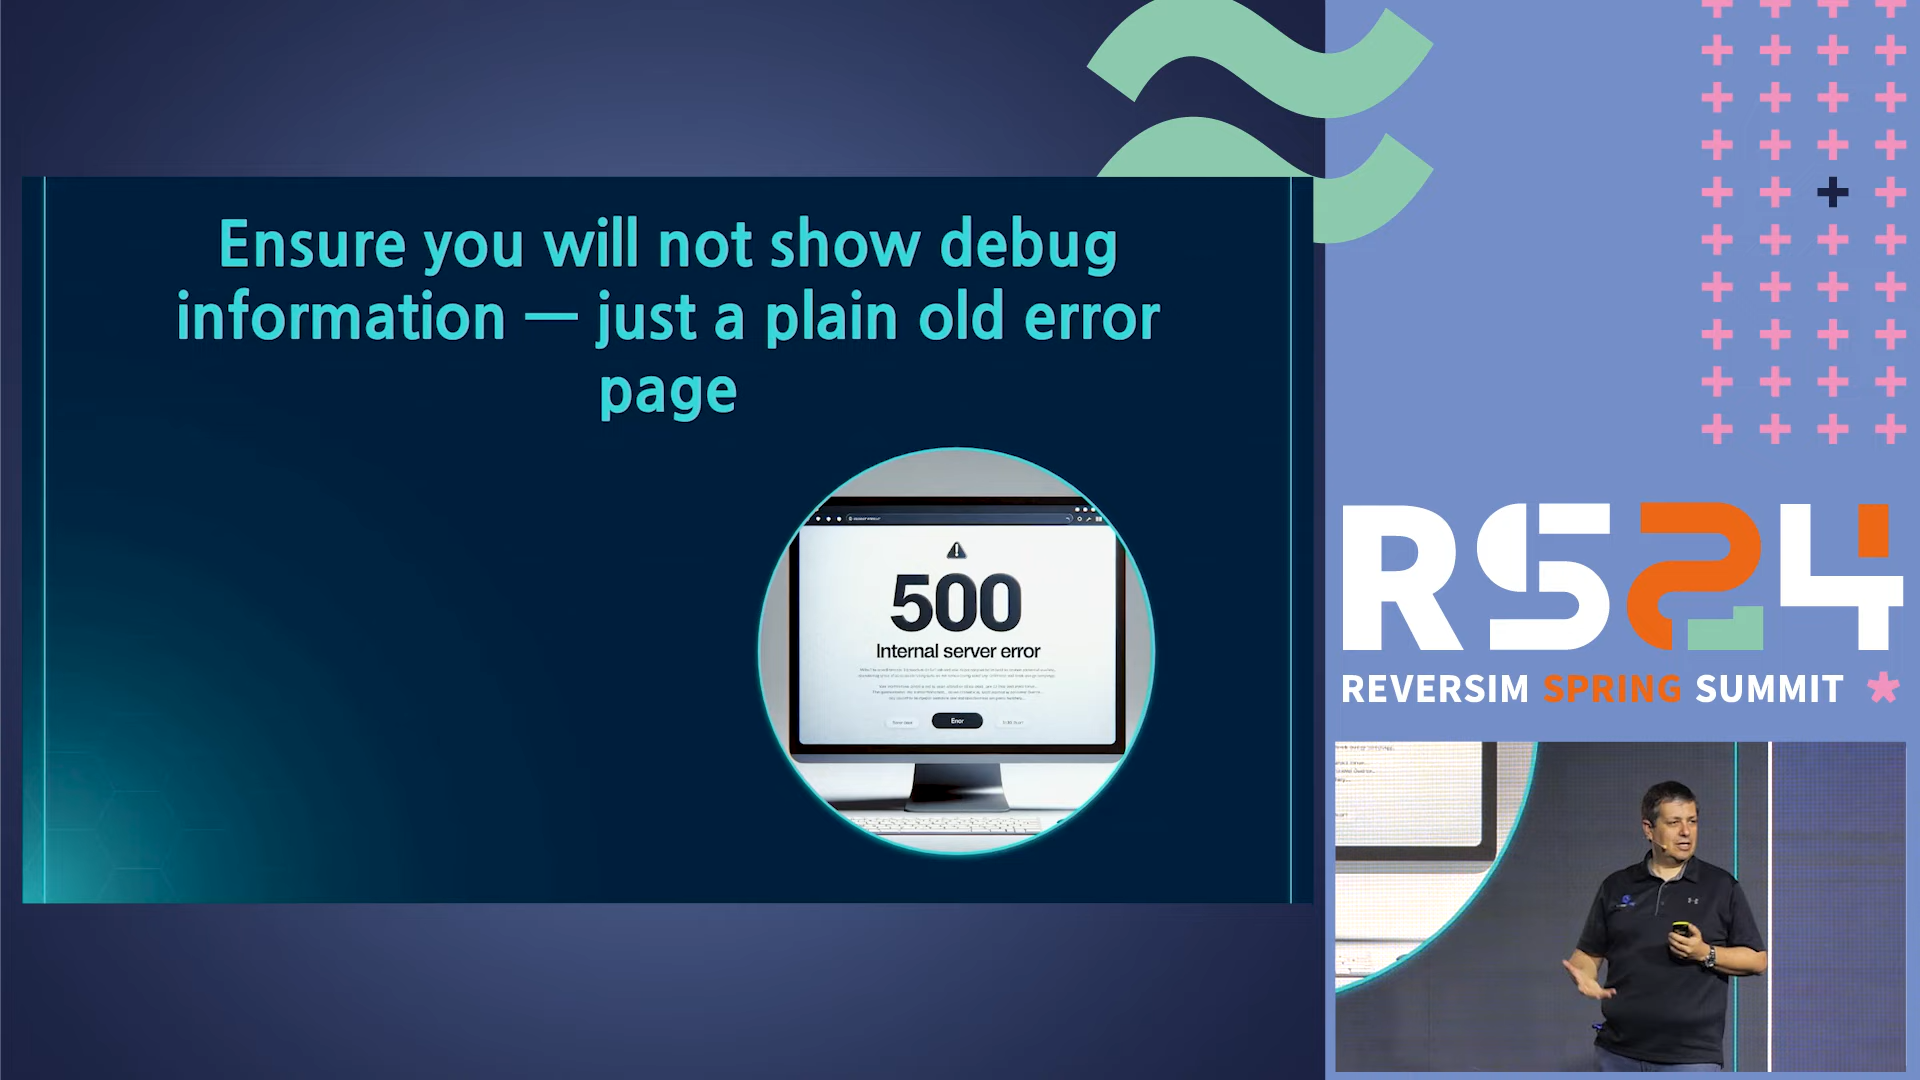 Ensure you will not show debug
information — just a plain old error
page
500
Internal server error
Error
RS24
REVERSIM SPRING SUMMIT